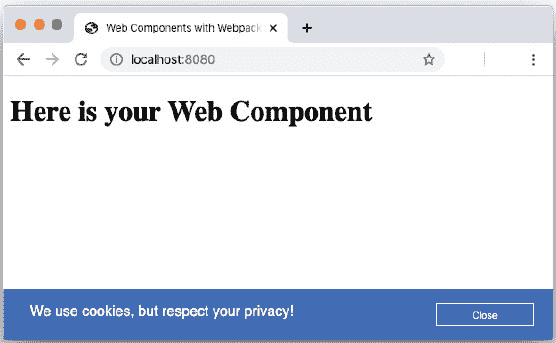 Web Components with Webpack
localhost:8080
Here is your Web Component
We use cookies, but respect your privacy!
Close